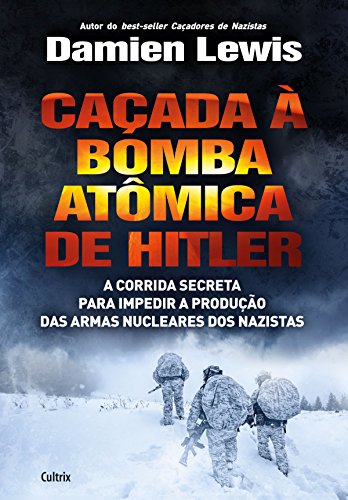 Autor do best-seller Caçadores de Nazistas
Damien Lewis
CAÇADA À
BOMBA
ATÔMICA
DE HITLER
A CORRIDA SECRETA
PARA IMPEDIR A PRODUÇÃO
DAS ARMAS NUCLEARES DOS NAZISTAS
Cultrix